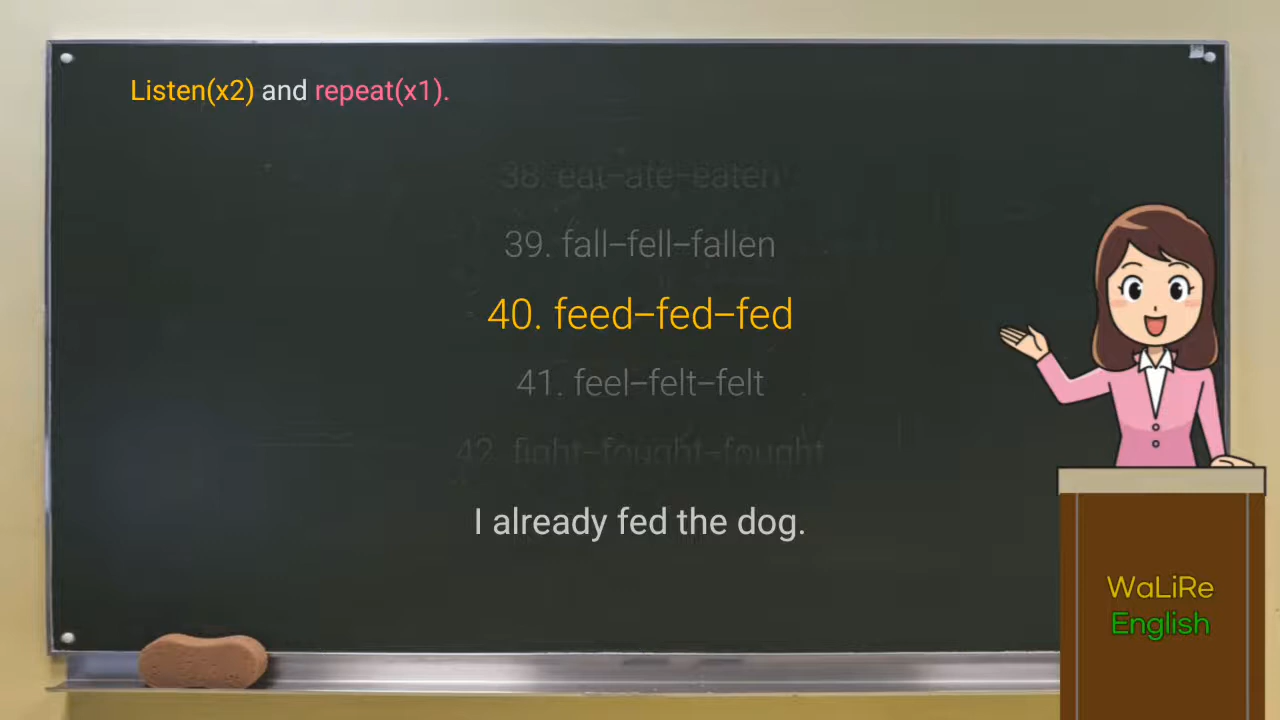 Listen(x2) and repeat(x1).
38. eat–ate–eaten
39. fall–fell–fallen
40. feed–fed–fed
41. feel–felt–felt
42. fight–fought–fought
I already fed the dog.
WaLiRe
English